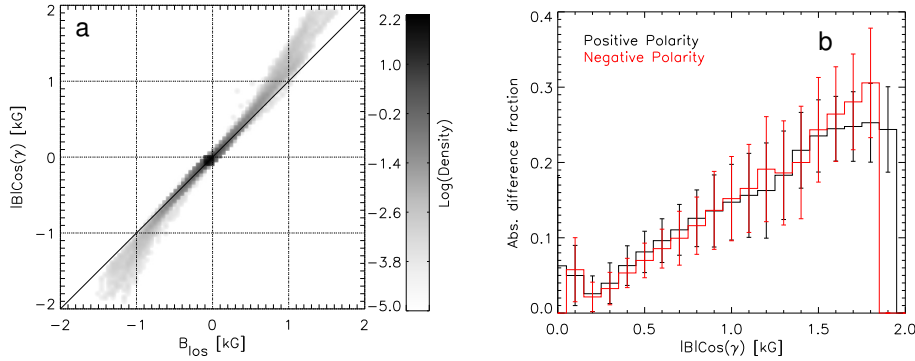 a
2
1
0
-1
-2
|B|Cos(γ) [kG]
-2 -1 0 1 2
B_los [kG]
2.2
1.0
-0.2
-1.4
-2.6
-3.8
-5.0
Log(Density)
b
Positive Polarity
Negative Polarity
0.4
0.3
0.2
0.1
0.0
Abs. difference fraction
0.0 0.5 1.0 1.5 2.0
|B|Cos(γ) [kG]